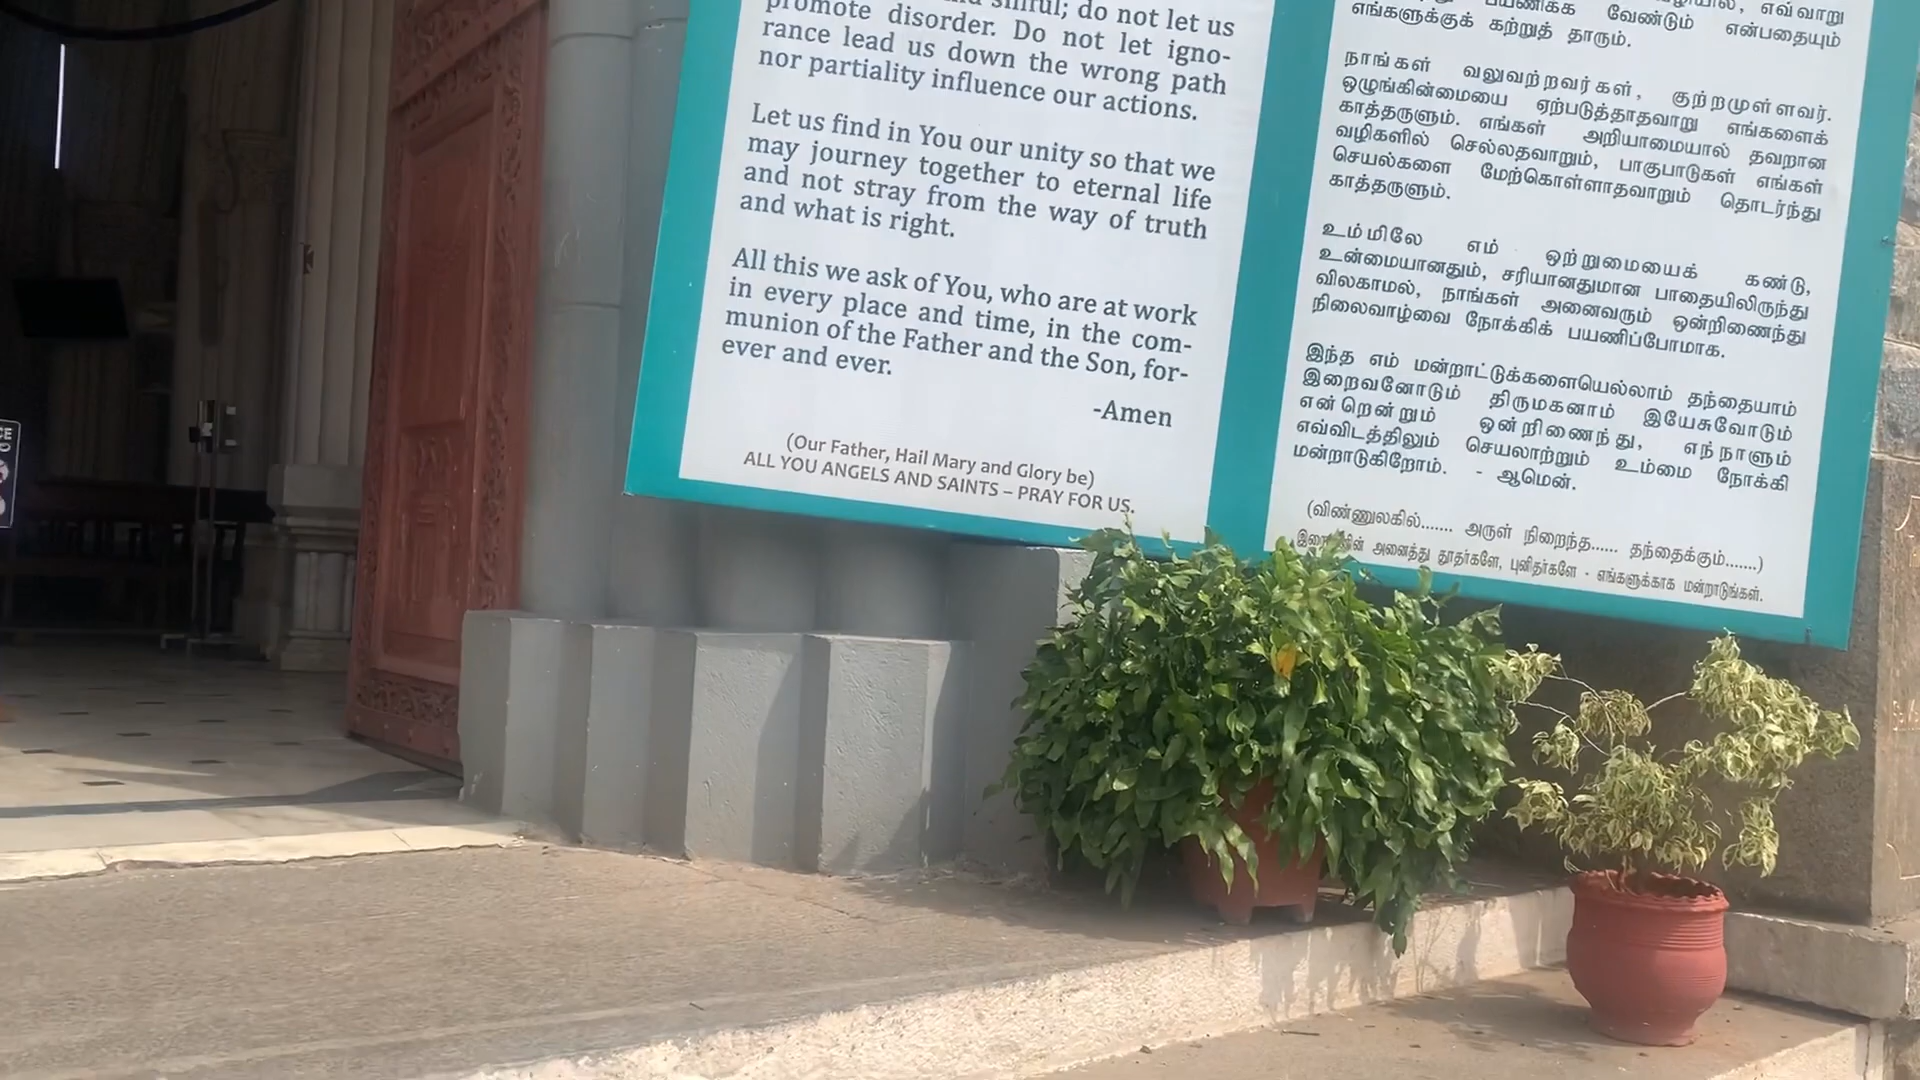 sinful; do not let us
promote disorder. Do not let igno-
rance lead us down the wrong path
nor partiality influence our actions.
Let us find in You our unity so that we
may journey together to eternal life
and not stray from the way of truth
and what is right.
All this we ask of You, who are at work
in every place and time, in the com-
munion of the Father and the Son, for-
ever and ever.
-Amen
(Our Father, Hail Mary and Glory be)
ALL YOU ANGELS AND SAINTS – PRAY FOR US.
எவ்வாறு
பயணிக்க வேண்டும் என்பதையும்
எங்களுக்குக் கற்றுத் தாரும்.
நாங்கள் வலுவற்றவர்கள், குற்றமுள்ளவர்.
ஒழுங்கின்மையை ஏற்படுத்தாதவாறு எங்களைக்
காத்தருளும். எங்கள் அறியாமையால் தவறான
வழிகளில் செல்லதவாறும், பாகுபாடுகள் எங்கள்
செயல்களை மேற்கொள்ளாதவாறும் தொடர்ந்து
காத்தருளும்.
உம்மிலே எம் ஒற்றுமையைக் கண்டு,
உண்மையானதும், சரியானதுமான பாதையிலிருந்து
விலகாமல், நாங்கள் அனைவரும் ஒன்றிணைந்து
நிலைவாழ்வை நோக்கிக் பயணிப்போமாக.
இந்த எம் மன்றாட்டுக்களையெல்லாம் தந்தையாம்
இறைவனோடும் திருமகனாம் இயேசுவோடும்
என்றென்றும் ஒன்றிணைந்து, எந்நாளும்
எவ்விடத்திலும் செயலாற்றும் உம்மை நோக்கி
மன்றாடுகிறோம். - ஆமென்.
(விண்ணுலகில்....... அருள் நிறைந்த...... தந்தைக்கும்.......)
அனைத்து தூதர்களே, புனிதர்களே - எங்களுக்காக மன்றாடுங்கள்.